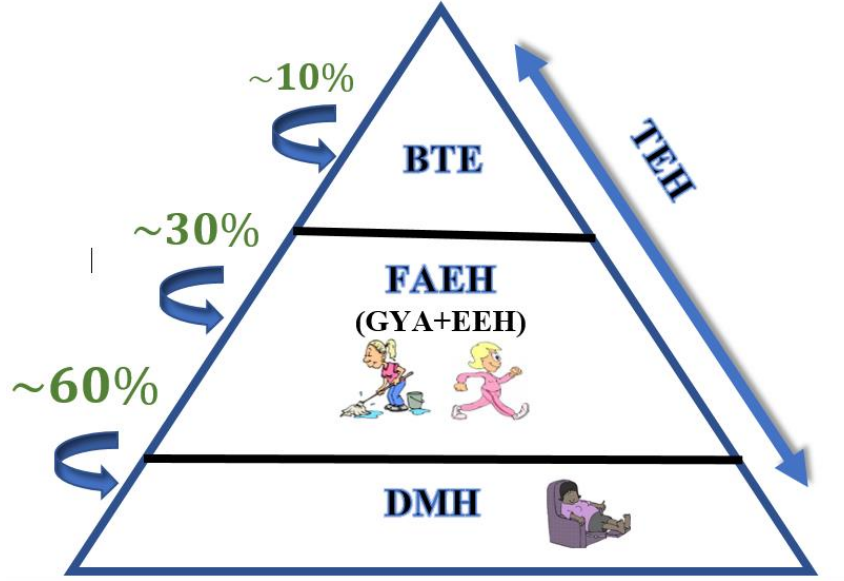 ~10%
BTE
TEH
~30%
FAEH
(GYA+EEH)
~60%
DMH